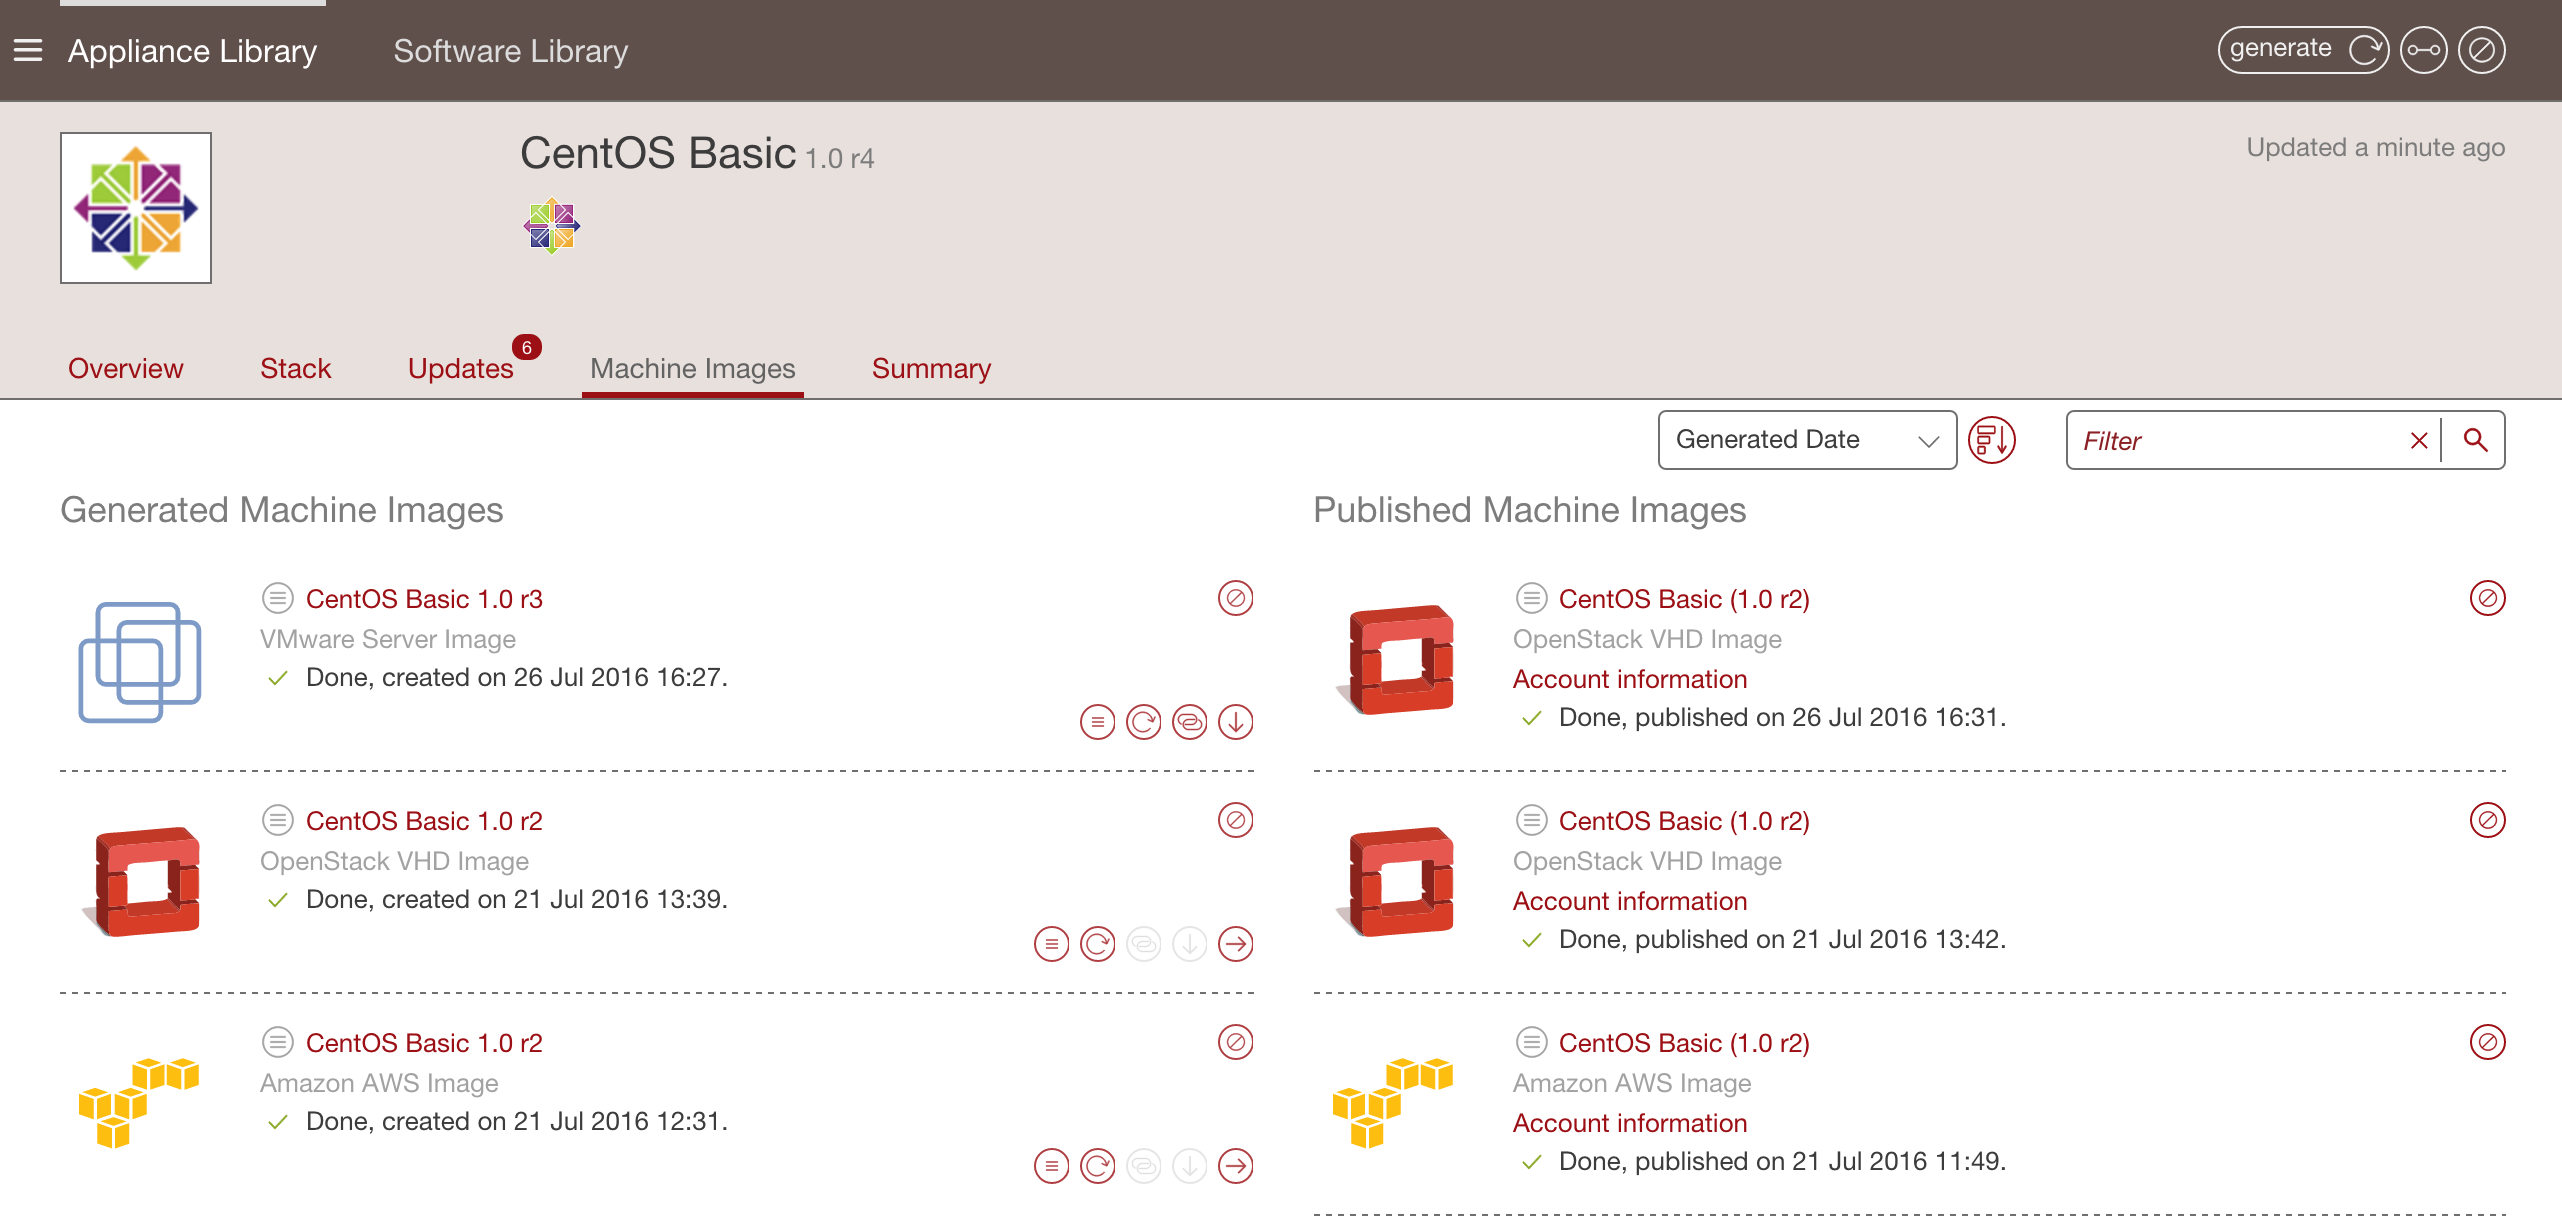 Appliance Library
Software Library
generate
CentOS Basic 1.0 r4
Updated a minute ago
Overview
Stack
Updates
6
Machine Images
Summary
Generated Date
Filter
Generated Machine Images
CentOS Basic 1.0 r3
VMware Server Image
Done, created on 26 Jul 2016 16:27.
CentOS Basic 1.0 r2
OpenStack VHD Image
Done, created on 21 Jul 2016 13:39.
CentOS Basic 1.0 r2
Amazon AWS Image
Done, created on 21 Jul 2016 12:31.
Published Machine Images
CentOS Basic (1.0 r2)
OpenStack VHD Image
Account information
Done, published on 26 Jul 2016 16:31.
CentOS Basic (1.0 r2)
OpenStack VHD Image
Account information
Done, published on 21 Jul 2016 13:42.
CentOS Basic (1.0 r2)
Amazon AWS Image
Account information
Done, published on 21 Jul 2016 11:49.